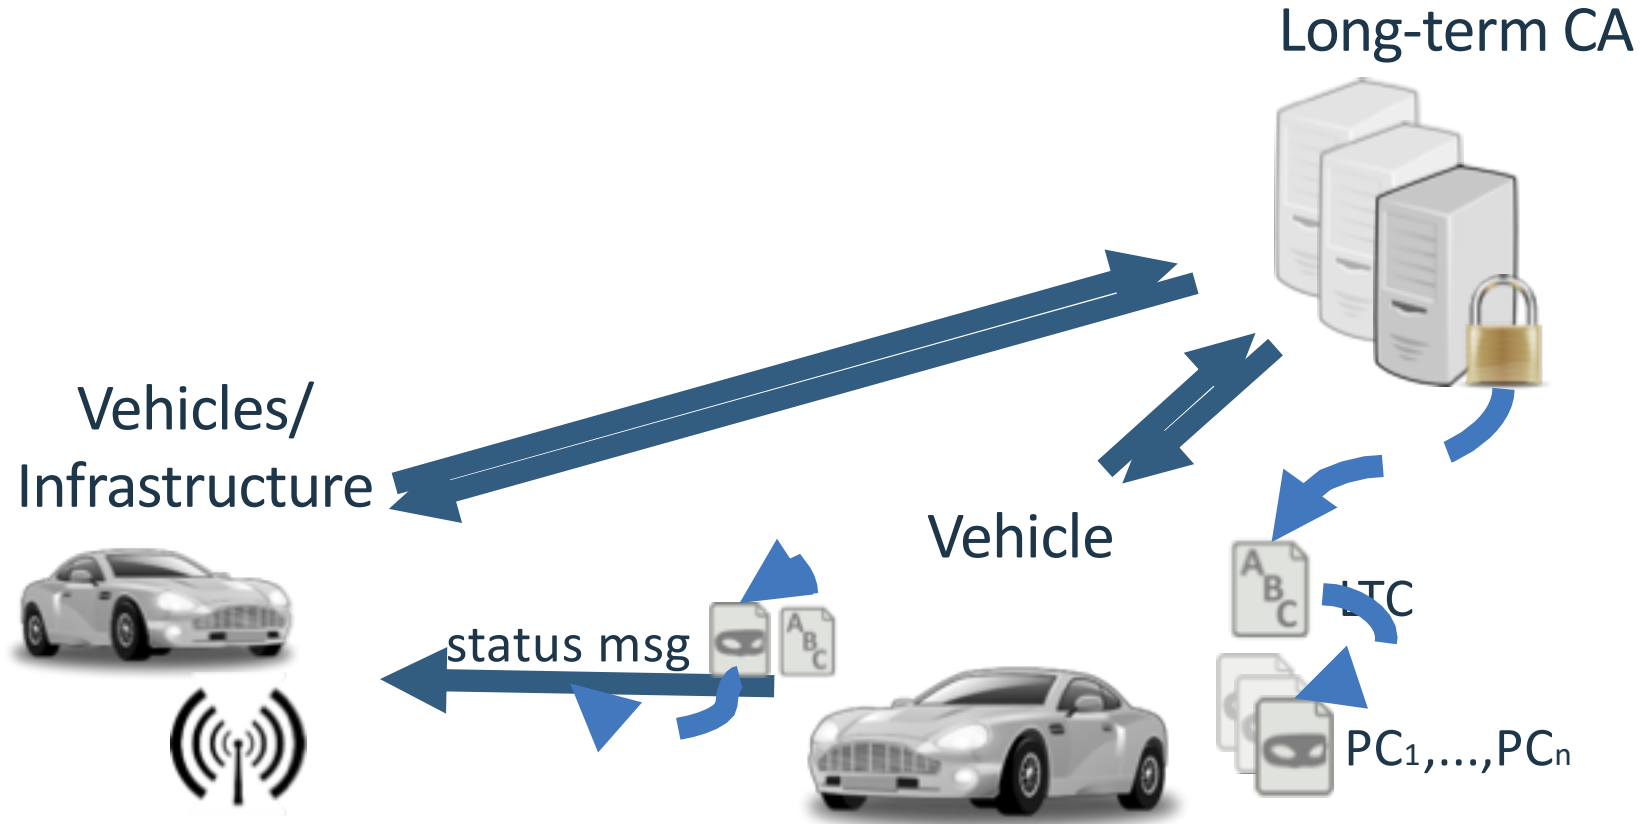 Long-term CA
Vehicles/
Infrastructure
Vehicle
A
B
C
LTC
status msg
A
B
C
PC₁,...,PCₙ